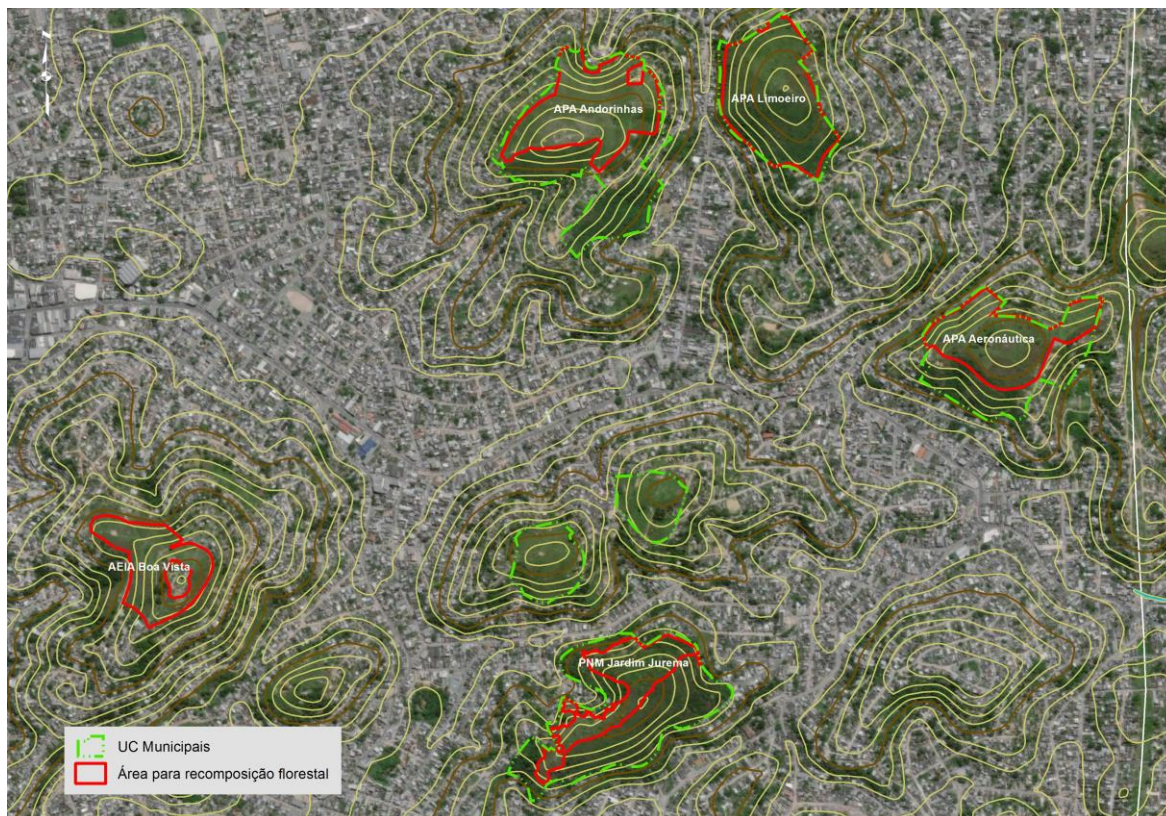 APA Andorinhas
APA Limoeiro
APA Aeronáutica
AEIA Boa Vista
PNM Jardim Jurema
UC Municipais
Área para recomposição florestal